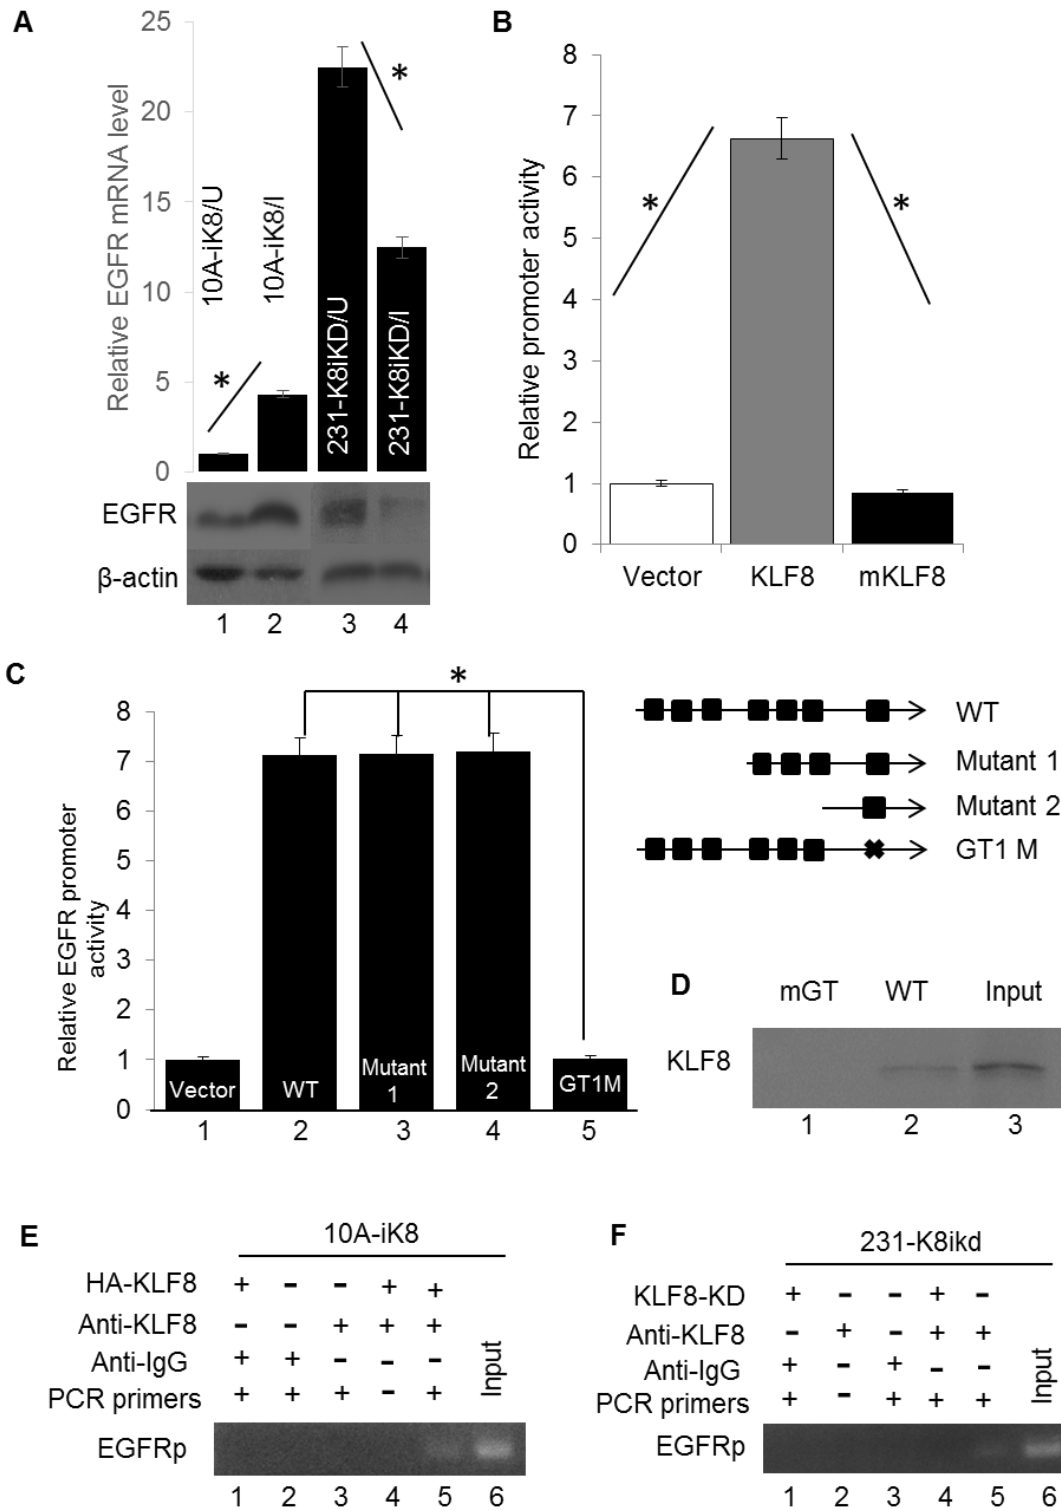 A
Relative EGFR mRNA level
25
20
15
10
5
0
10A-iK8/U
10A-iK8/I
231-K8iKD/U
231-K8iKD/I
*
*
EGFR
β-actin
1 2 3 4
B
Relative promoter activity
8
7
6
5
4
3
2
1
0
*
*
Vector KLF8 mKLF8
C
Relative EGFR promoter
activity
8
7
6
5
4
3
2
1
0
*
Vector WT Mutant 1 Mutant 2 GT1M
1 2 3 4 5
WT
Mutant 1
Mutant 2
GT1 M
D
mGT WT Input
KLF8
1 2 3
E
10A-iK8
HA-KLF8 + - - + +
Anti-KLF8 - - + + +
Anti-IgG + + - - -
PCR primers + + + - +
Input
EGFRp
1 2 3 4 5 6
F
231-K8ikd
KLF8-KD + - - + -
Anti-KLF8 - + - + +
Anti-IgG + - + - -
PCR primers + - + + +
Input
EGFRp
1 2 3 4 5 6